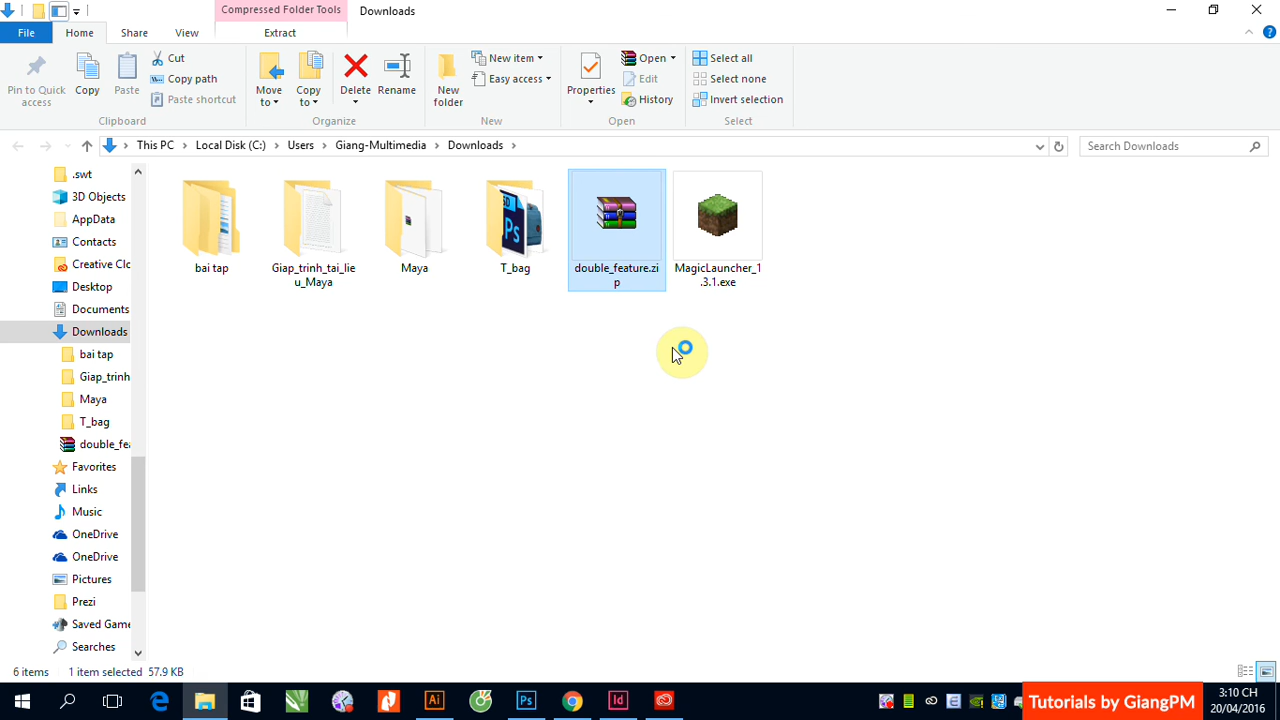 Compressed Folder Tools
Downloads
File
Home
Share
View
Extract
Pin to Quick
access
Copy
Paste
Cut
Copy path
Paste shortcut
Clipboard
Move
to
Copy
to
Delete
Rename
Organize
New
folder
New item
Easy access
New
Properties
Open
Edit
History
Open
Select all
Select none
Invert selection
Select
This PC
Local Disk (C:)
Users
Giang-Multimedia
Downloads
Search Downloads
.swt
3D Objects
AppData
Contacts
Creative Clo
Desktop
Documents
Downloads
bai tap
Giap_trinh
Maya
T_bag
double_fea
Favorites
Links
Music
OneDrive
OneDrive
Pictures
Prezi
Saved Game
Searches
bai tap
Giap_trinh_tai_lie
u_Maya
Maya
3D
Ps
T_bag
double_feature.zi
p
MagicLauncher_1
.3.1.exe
6 items
1 item selected
57.9 KB
Ai
Ps
Id
Tutorials by GiangPM
3:10 CH
20/04/2016